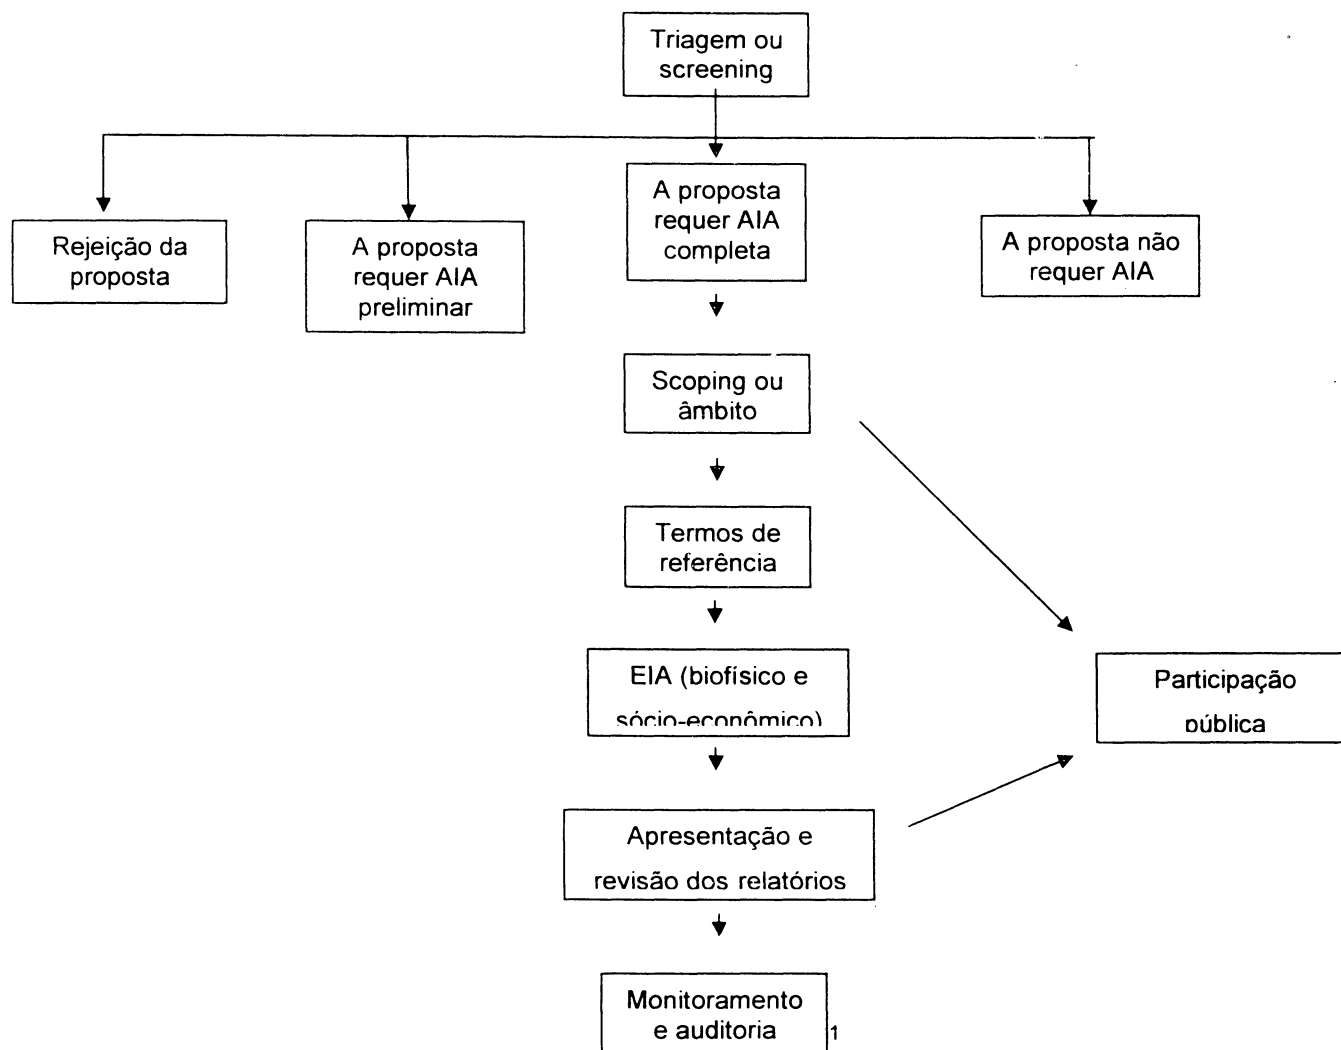 Triagem ou
screening
Rejeição da
proposta
A proposta
requer AIA
preliminar
A proposta
requer AIA
completa
A proposta não
requer AIA
Scoping ou
âmbito
Termos de
referência
EIA (biofísico e
sócio-econômico)
Participação
pública
Apresentação e
revisão dos relatórios
Monitoramento
e auditoria
1